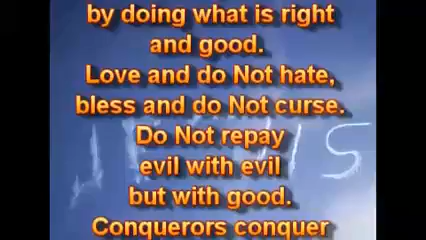 by doing what is right
and good.
Love and do Not hate,
bless and do Not curse.
Do Not repay
evil with evil
but with good.
Conquerors conquer
JESUS